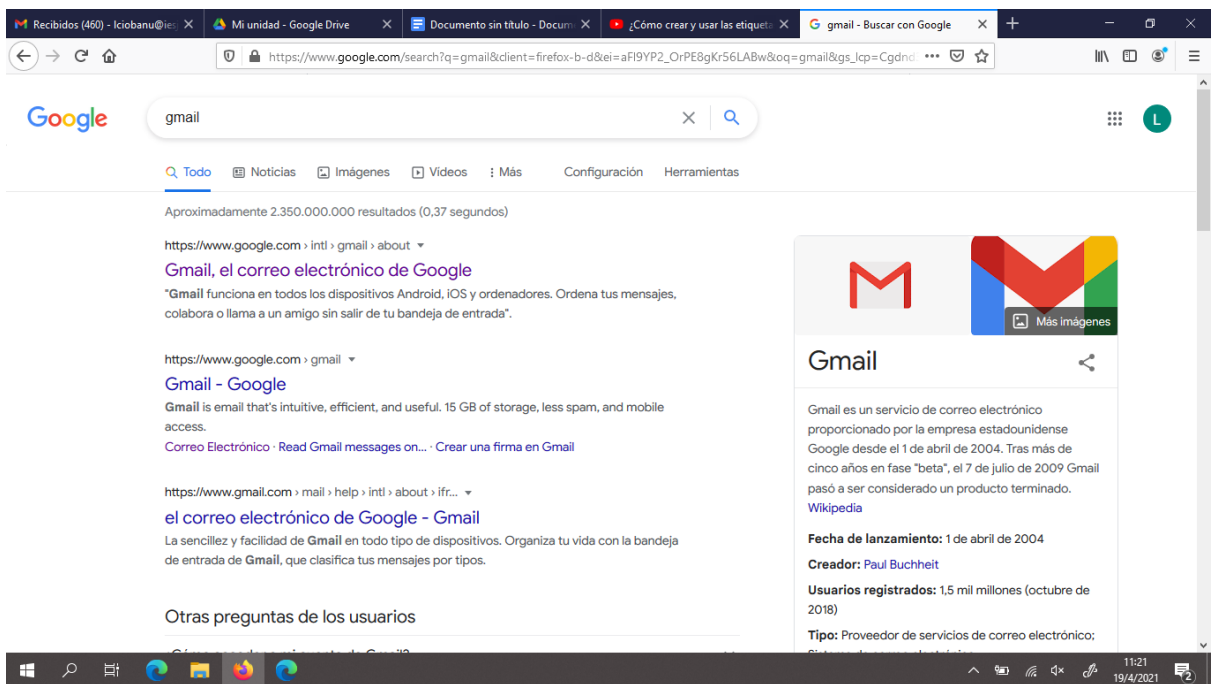 Recibidos (460) - lciobanu@ies
Mi unidad - Google Drive
Documento sin título - Docum
¿Cómo crear y usar las etiqueta
gmail - Buscar con Google
https://www.google.com/search?q=gmail&client=firefox-b-d&ei=aFI9YP2_OrPE8gKr56LABw&oq=gmail&gs_lcp=Cgdnd
Google
gmail
L
Todo
Noticias
Imágenes
Vídeos
Más
Configuración
Herramientas
Aproximadamente 2.350.000.000 resultados (0,37 segundos)
https://www.google.com › intl › gmail › about
Gmail, el correo electrónico de Google
"Gmail funciona en todos los dispositivos Android, iOS y ordenadores. Ordena tus mensajes,
colabora o llama a un amigo sin salir de tu bandeja de entrada".
https://www.google.com › gmail
Gmail - Google
Gmail is email that's intuitive, efficient, and useful. 15 GB of storage, less spam, and mobile
access.
Correo Electrónico · Read Gmail messages on... · Crear una firma en Gmail
https://www.gmail.com › mail › help › intl › about › ifr...
el correo electrónico de Google - Gmail
La sencillez y facilidad de Gmail en todo tipo de dispositivos. Organiza tu vida con la bandeja
de entrada de Gmail, que clasifica tus mensajes por tipos.
Otras preguntas de los usuarios
Más imágenes
Gmail
Gmail es un servicio de correo electrónico
proporcionado por la empresa estadounidense
Google desde el 1 de abril de 2004. Tras más de
cinco años en fase "beta", el 7 de julio de 2009 Gmail
pasó a ser considerado un producto terminado.
Wikipedia
Fecha de lanzamiento: 1 de abril de 2004
Creador: Paul Buchheit
Usuarios registrados: 1,5 mil millones (octubre de
2018)
Tipo: Proveedor de servicios de correo electrónico;
11:21
19/4/2021
2